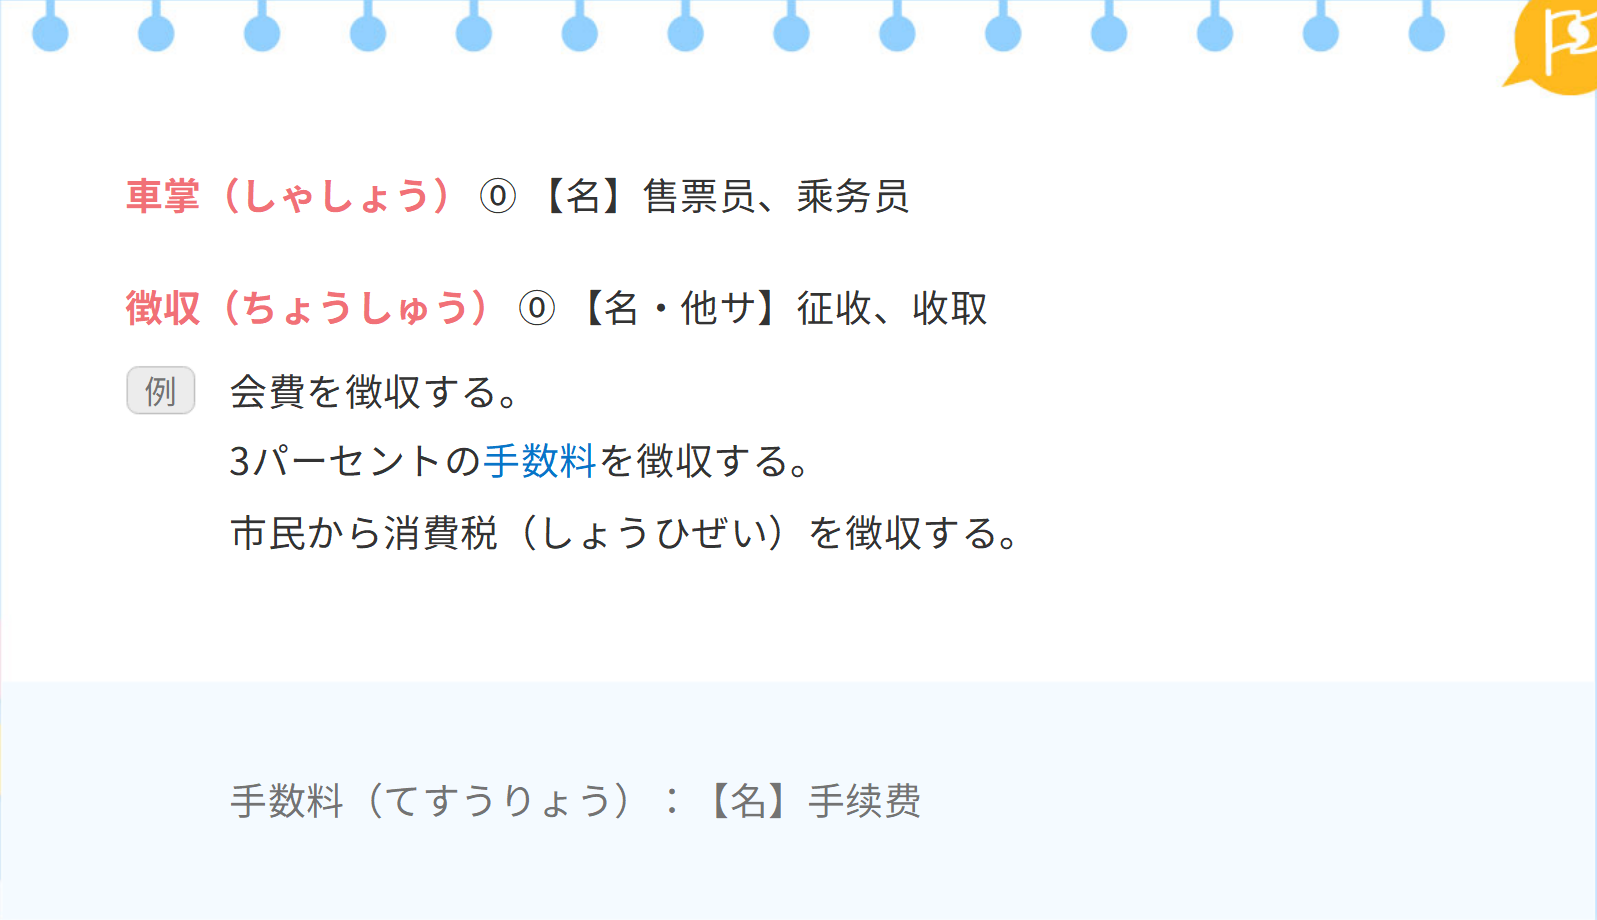 車掌（しゃしょう） ⓪ 【名】售票员、乘务员
徴収（ちょうしゅう） ⓪ 【名・他サ】征收、收取
例 会費を徴収する。
3パーセントの手数料を徴収する。
市民から消費税（しょうひぜい）を徴収する。
手数料（てすうりょう）：【名】手续费